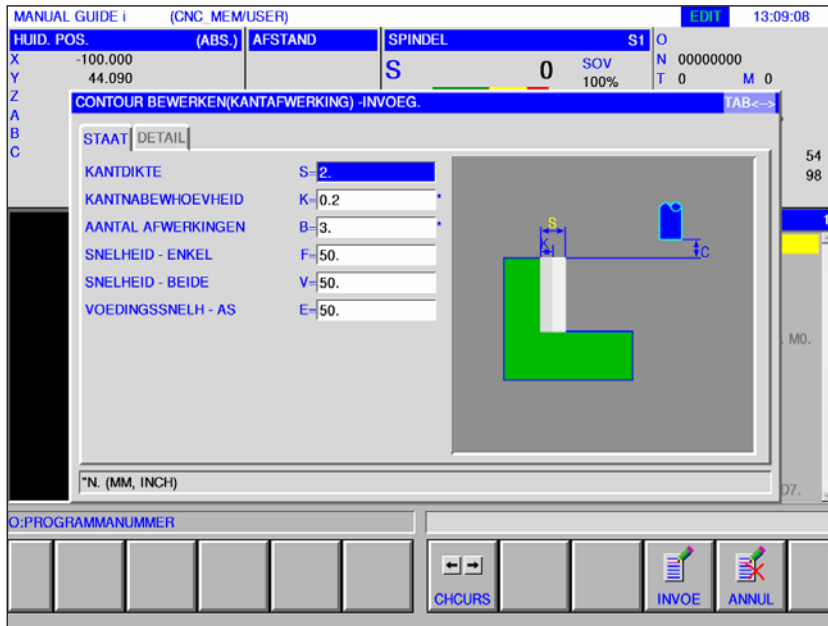 MANUAL GUIDE i (CNC_MEM/USER) EDIT 13:09:08
HUID. POS. (ABS.) AFSTAND SPINDEL S1 O
X -100.000 N 00000000
Y 44.090 S 0 SOV 100% T 0 M 0
Z
A
B
C
54
98
CONTOUR BEWERKEN(KANTAFWERKING) -INVOEG. TAB<-->
STAAT DETAIL
KANTDIKTE S=2.
KANTNABEWHOEVHEID K=0.2 *
AANTAL AFWERKINGEN B=3. *
SNELHEID - ENKEL F=50.
SNELHEID - BEIDE V=50.
VOEDINGSSNELH - AS E=50.
S
K
C
1
M0.
D7.
"N. (MM, INCH)
O:PROGRAMMANUMMER
CHCURS INVOE ANNUL